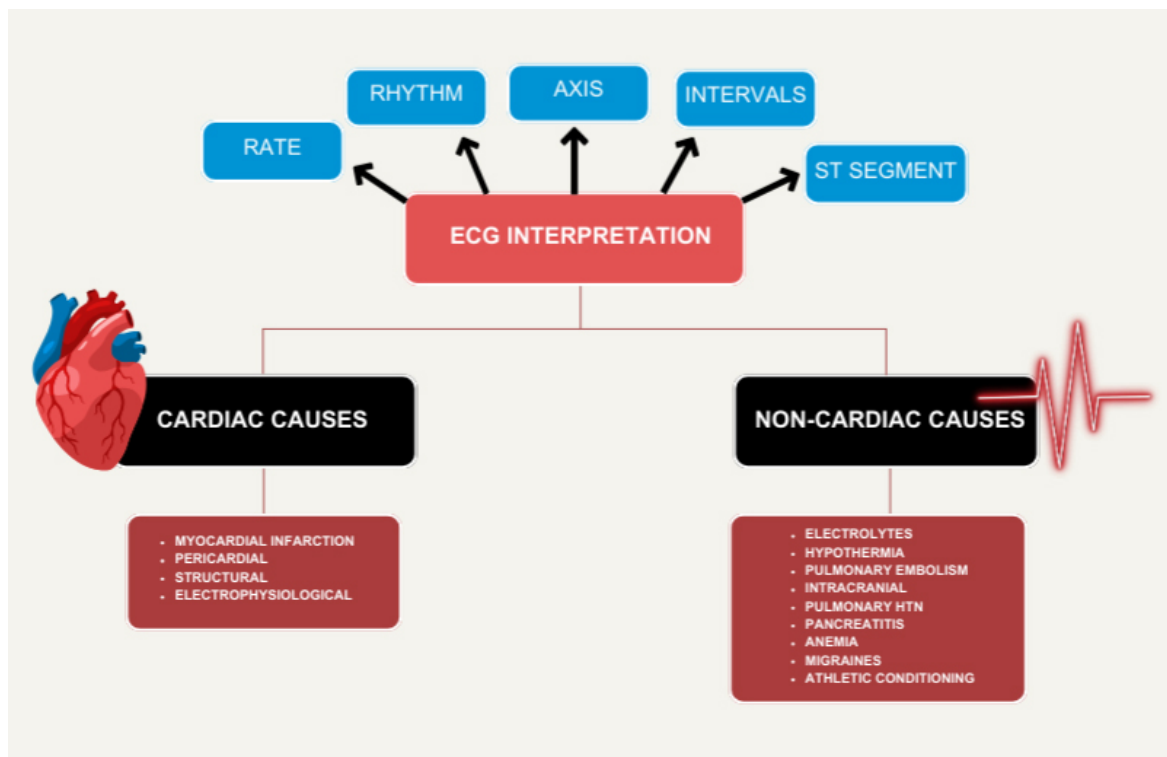 RATE
RHYTHM
AXIS
INTERVALS
ST SEGMENT
ECG INTERPRETATION
CARDIAC CAUSES
• MYOCARDIAL INFARCTION
• PERICARDIAL
• STRUCTURAL
• ELECTROPHYSIOLOGICAL
NON-CARDIAC CAUSES
• ELECTROLYTES
• HYPOTHERMIA
• PULMONARY EMBOLISM
• INTRACRANIAL
• PULMONARY HTN
• PANCREATITIS
• ANEMIA
• MIGRAINES
• ATHLETIC CONDITIONING